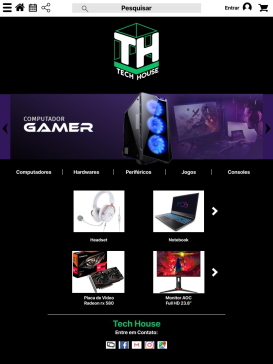 Pesquisar
Entrar
TH
TECH HOUSE
COMPUTADOR
GAMER
Computadores | Hardwares | Periféricos | Jogos | Consoles
Headset
Notebook
Placa de Vídeo
Radeon rx 580
Monitor AOC
Full HD 23.8"
Tech House
Entre em Contato: